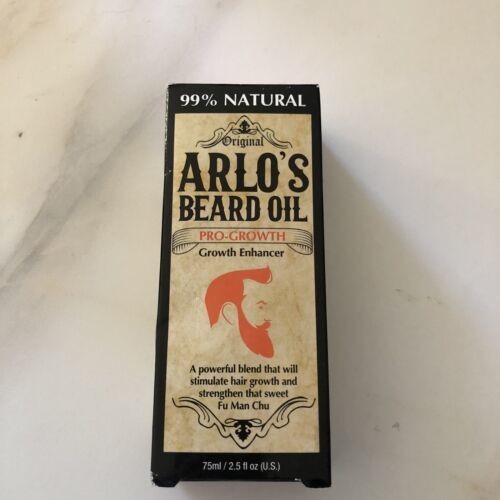 99% NATURAL
Original
ARLO'S
BEARD OIL
PRO-GROWTH
Growth Enhancer
A powerful blend that will
stimulate hair growth and
strengthen that sweet
Fu Man Chu
75ml / 2.5 fl oz (U.S.)